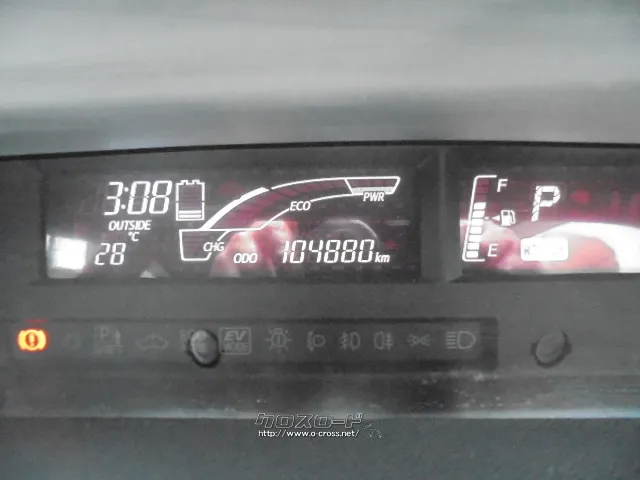 3:08
OUTSIDE
°C
28
ECO
PWR
CHG
ODO 104880 km
F
E
P
EV
クロスロード
http://www.o-cross.net/